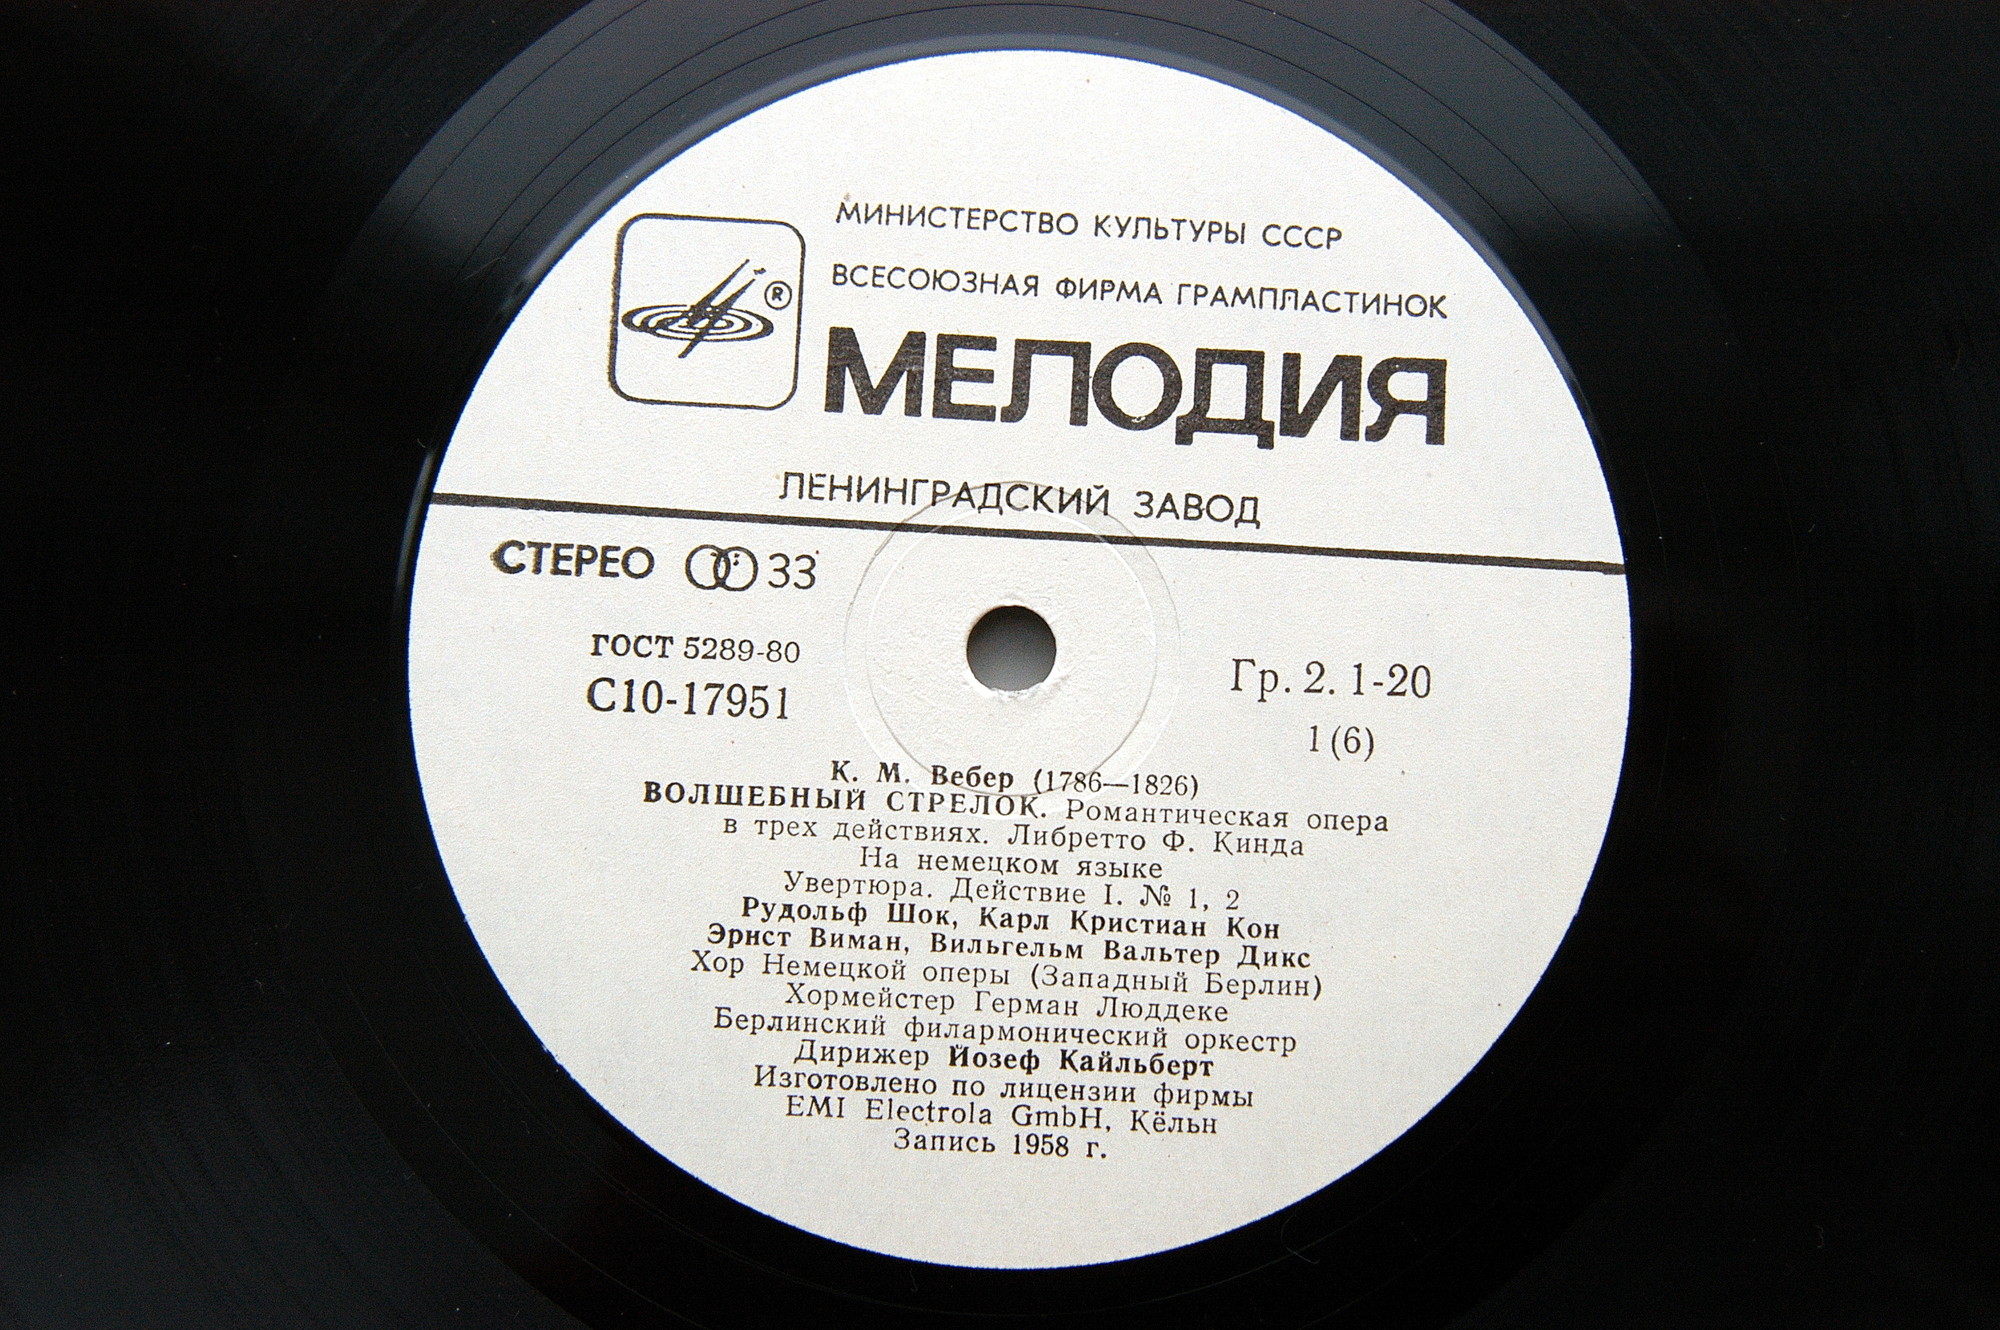 МИНИСТЕРСТВО КУЛЬТУРЫ СССР
ВСЕСОЮЗНАЯ ФИРМА ГРАМПЛАСТИНОК
®
МЕЛОДИЯ
ЛЕНИНГРАДСКИЙ ЗАВОД
СТЕРЕО 33
ГОСТ 5289-80
С10-17951
Гр. 2. 1-20
1 (6)
К. М. Вебер (1786—1826)
ВОЛШЕБНЫЙ СТРЕЛОК. Романтическая опера
в трех действиях. Либретто Ф. Кинда
На немецком языке
Увертюра. Действие I. № 1, 2
Рудольф Шок, Карл Кристиан Кон
Эрнст Виман, Вильгельм Вальтер Дикс
Хор Немецкой оперы (Западный Берлин)
Хормейстер Герман Люддеке
Берлинский филармонический оркестр
Дирижер Йозеф Кайльберт
Изготовлено по лицензии фирмы
EMI Electrola GmbH, Кёльн
Запись 1958 г.